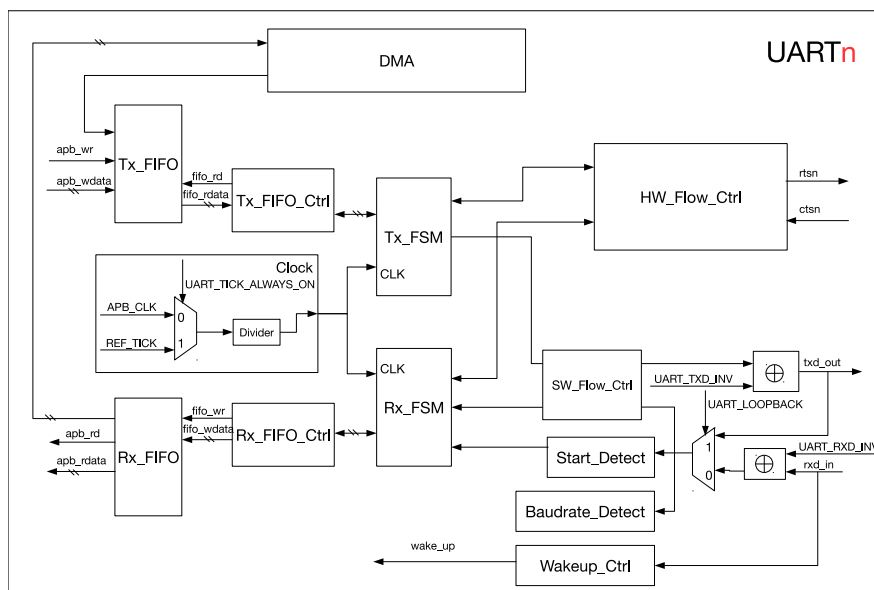 DMA
UARTn
apb_wr
Tx_FIFO
apb_wdata
fifo_rd
fifo_rdata
Tx_FIFO_Ctrl
Tx_FSM
CLK
HW_Flow_Ctrl
rtsn
ctsn
Clock
UART_TICK_ALWAYS_ON
APB_CLK
0
REF_TICK
1
Divider
CLK
Rx_FSM
SW_Flow_Ctrl
UART_TXD_INV
txd_out
UART_LOOPBACK
fifo_wr
fifo_wdata
Rx_FIFO_Ctrl
apb_rd
Rx_FIFO
apb_rdata
Start_Detect
1
0
UART_RXD_INV
rxd_in
Baudrate_Detect
wake_up
Wakeup_Ctrl